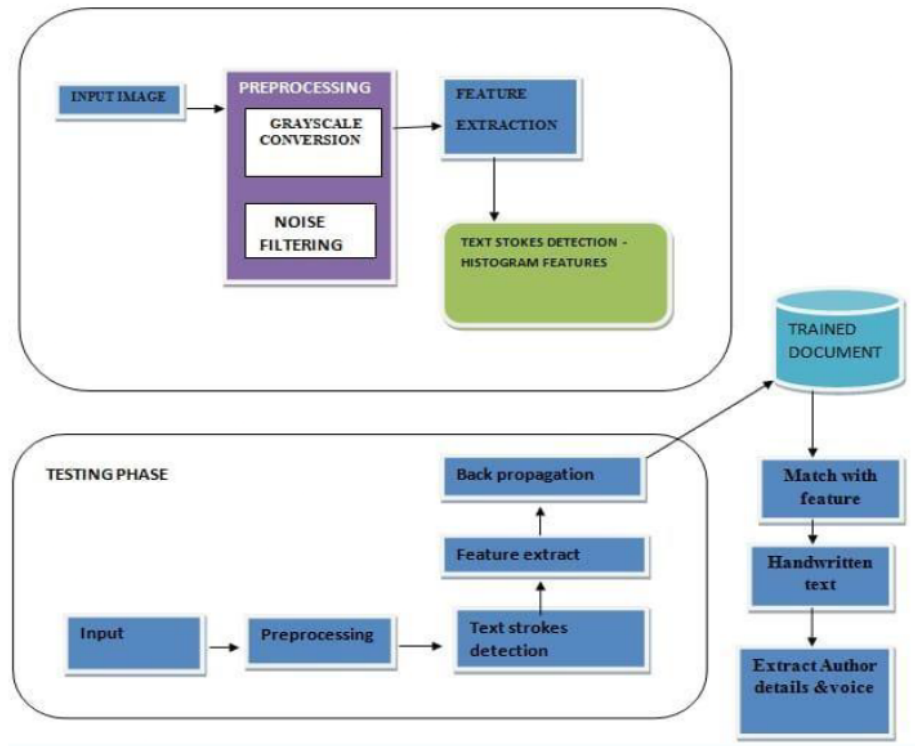 INPUT IMAGE
PREPROCESSING
GRAYSCALE
CONVERSION
NOISE
FILTERING
FEATURE
EXTRACTION
TEXT STOKES DETECTION -
HISTOGRAM FEATURES
TRAINED
DOCUMENT
TESTING PHASE
Input
Preprocessing
Text strokes
detection
Feature extract
Back propagation
Match with
feature
Handwritten
text
Extract Author
details &voice